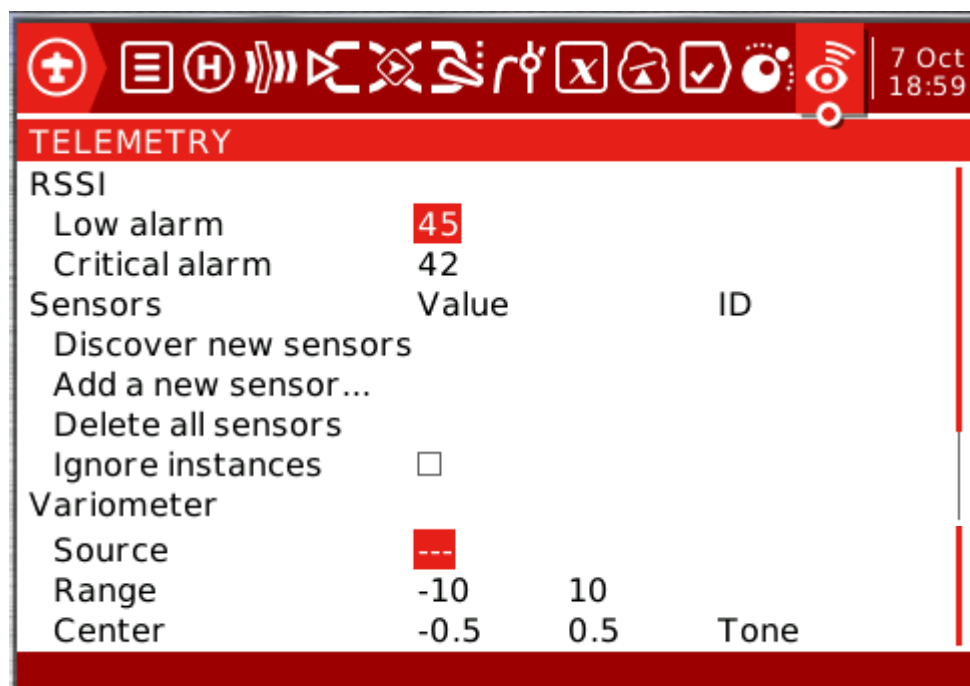 7 Oct
18:59
TELEMETRY
RSSI
Low alarm 45
Critical alarm 42
Sensors Value ID
Discover new sensors
Add a new sensor...
Delete all sensors
Ignore instances
Variometer
Source ---
Range -10 10
Center -0.5 0.5 Tone